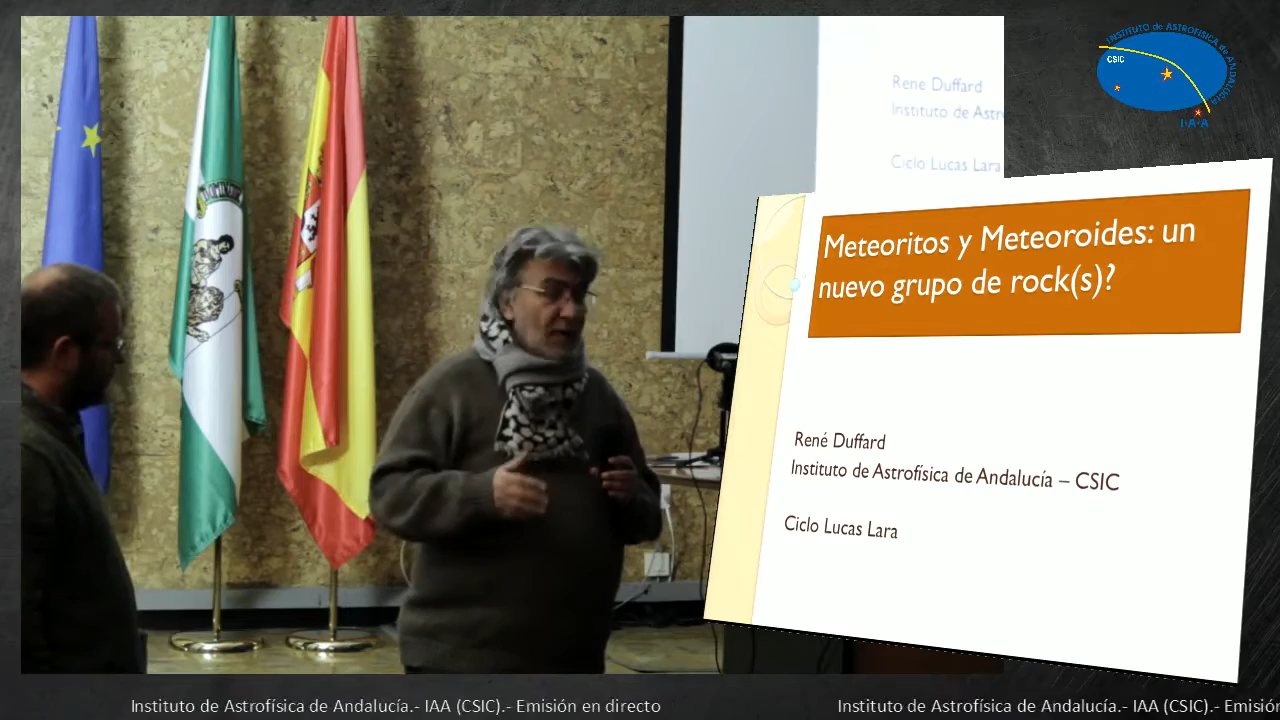 Rene Duffard
Instituto de Astr
Ciclo Lucas Lara
INSTITUTO de ASTROFÍSICA de ANDALUCÍA
CSIC
I·A·A
Meteoritos y Meteoroides: un
nuevo grupo de rock(s)?
René Duffard
Instituto de Astrofísica de Andalucía – CSIC
Ciclo Lucas Lara
Instituto de Astrofísica de Andalucía.- IAA (CSIC).- Emisión en directo
Instituto de Astrofísica de Andalucía.- IAA (CSIC).- Emisión